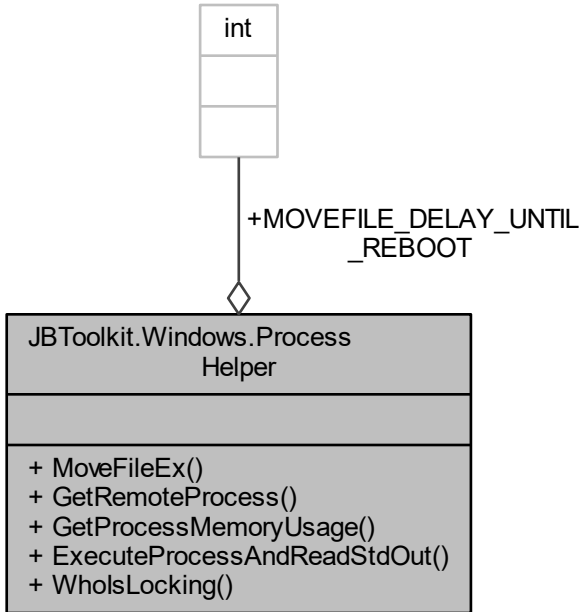 int
+MOVEFILE_DELAY_UNTIL
_REBOOT
JBToolkit.Windows.Process
Helper
+ MoveFileEx()
+ GetRemoteProcess()
+ GetProcessMemoryUsage()
+ ExecuteProcessAndReadStdOut()
+ WhoIsLocking()